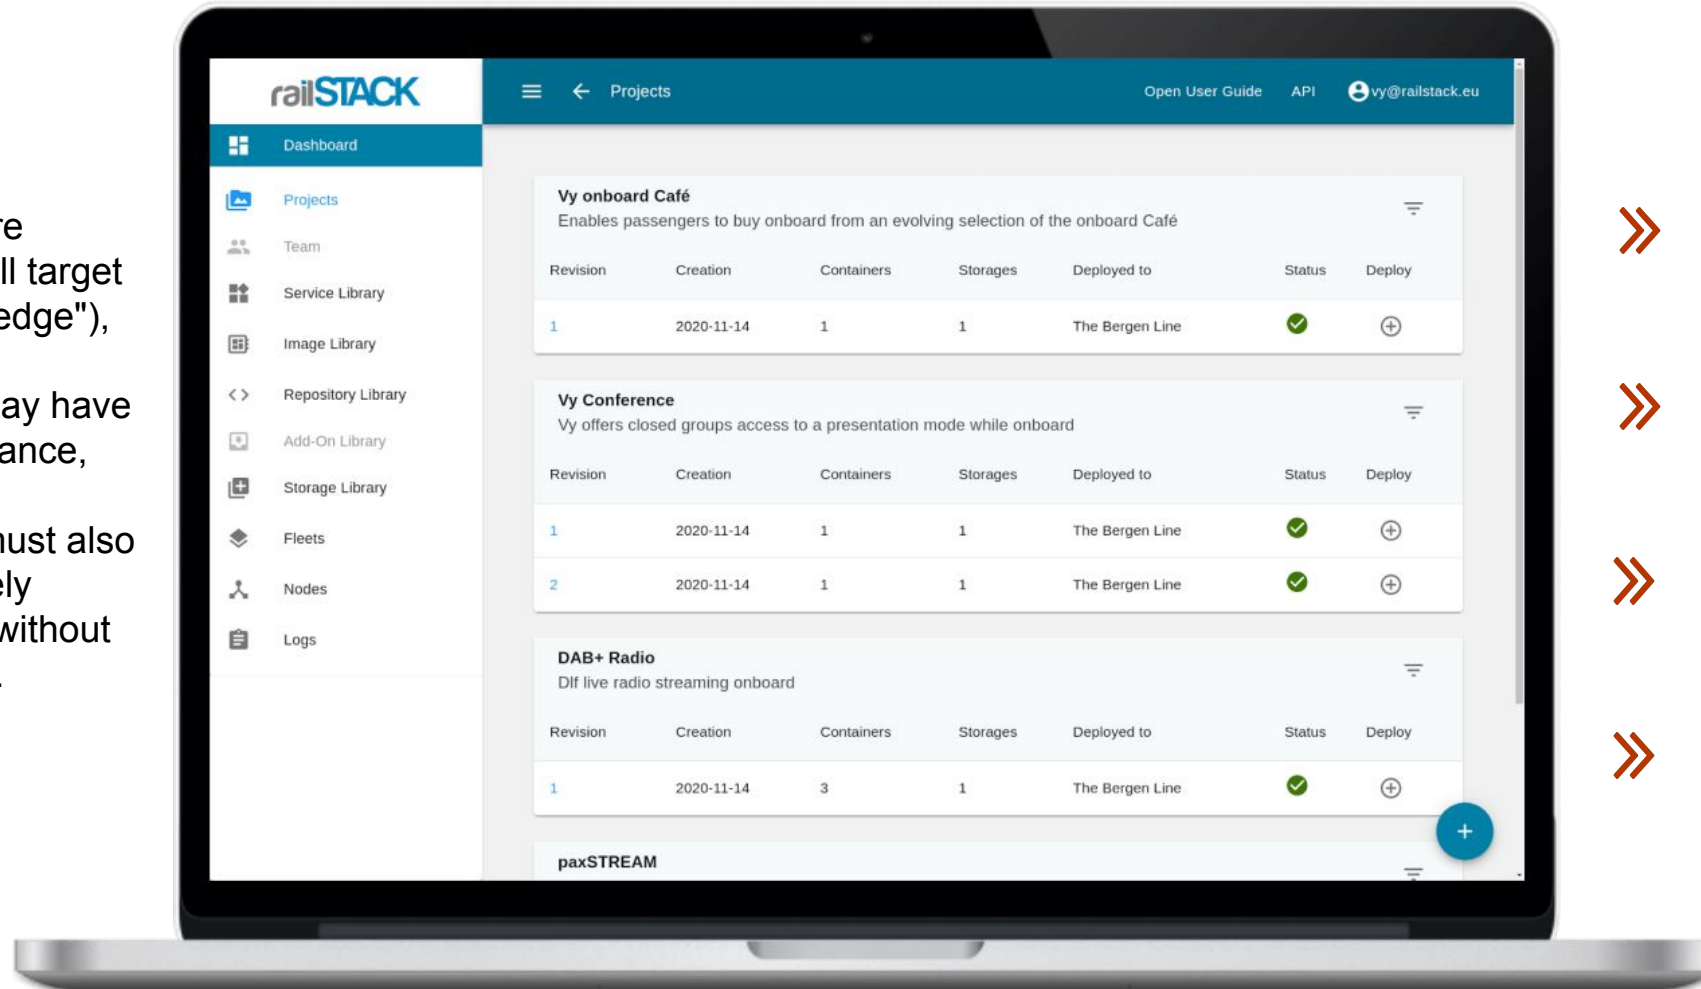 re
ll target
edge"),
ay have
ance,
nust also
ely
without
.
railSTACK
Dashboard
Projects
Team
Service Library
Image Library
Repository Library
Add-On Library
Storage Library
Fleets
Nodes
Logs
Projects Open User Guide API vy@railstack.eu
Vy onboard Café
Enables passengers to buy onboard from an evolving selection of the onboard Café
Revision Creation Containers Storages Deployed to Status Deploy
1 2020-11-14 1 1 The Bergen Line
Vy Conference
Vy offers closed groups access to a presentation mode while onboard
Revision Creation Containers Storages Deployed to Status Deploy
1 2020-11-14 1 1 The Bergen Line
2 2020-11-14 1 1 The Bergen Line
DAB+ Radio
Dlf live radio streaming onboard
Revision Creation Containers Storages Deployed to Status Deploy
1 2020-11-14 3 1 The Bergen Line
paxSTREAM